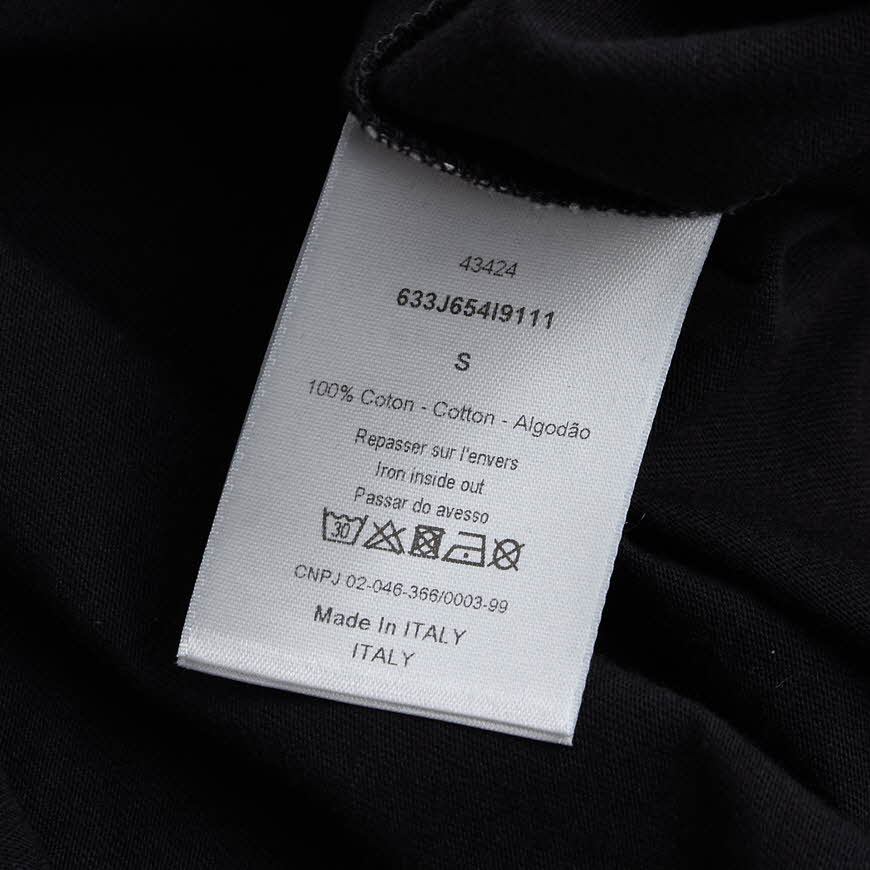 43424
633J654I9111
S
100% Coton - Cotton - Algodão
Repasser sur l'envers
Iron inside out
Passar do avesso
30
CNPJ 02-046-366/0003-99
Made In ITALY
ITALY